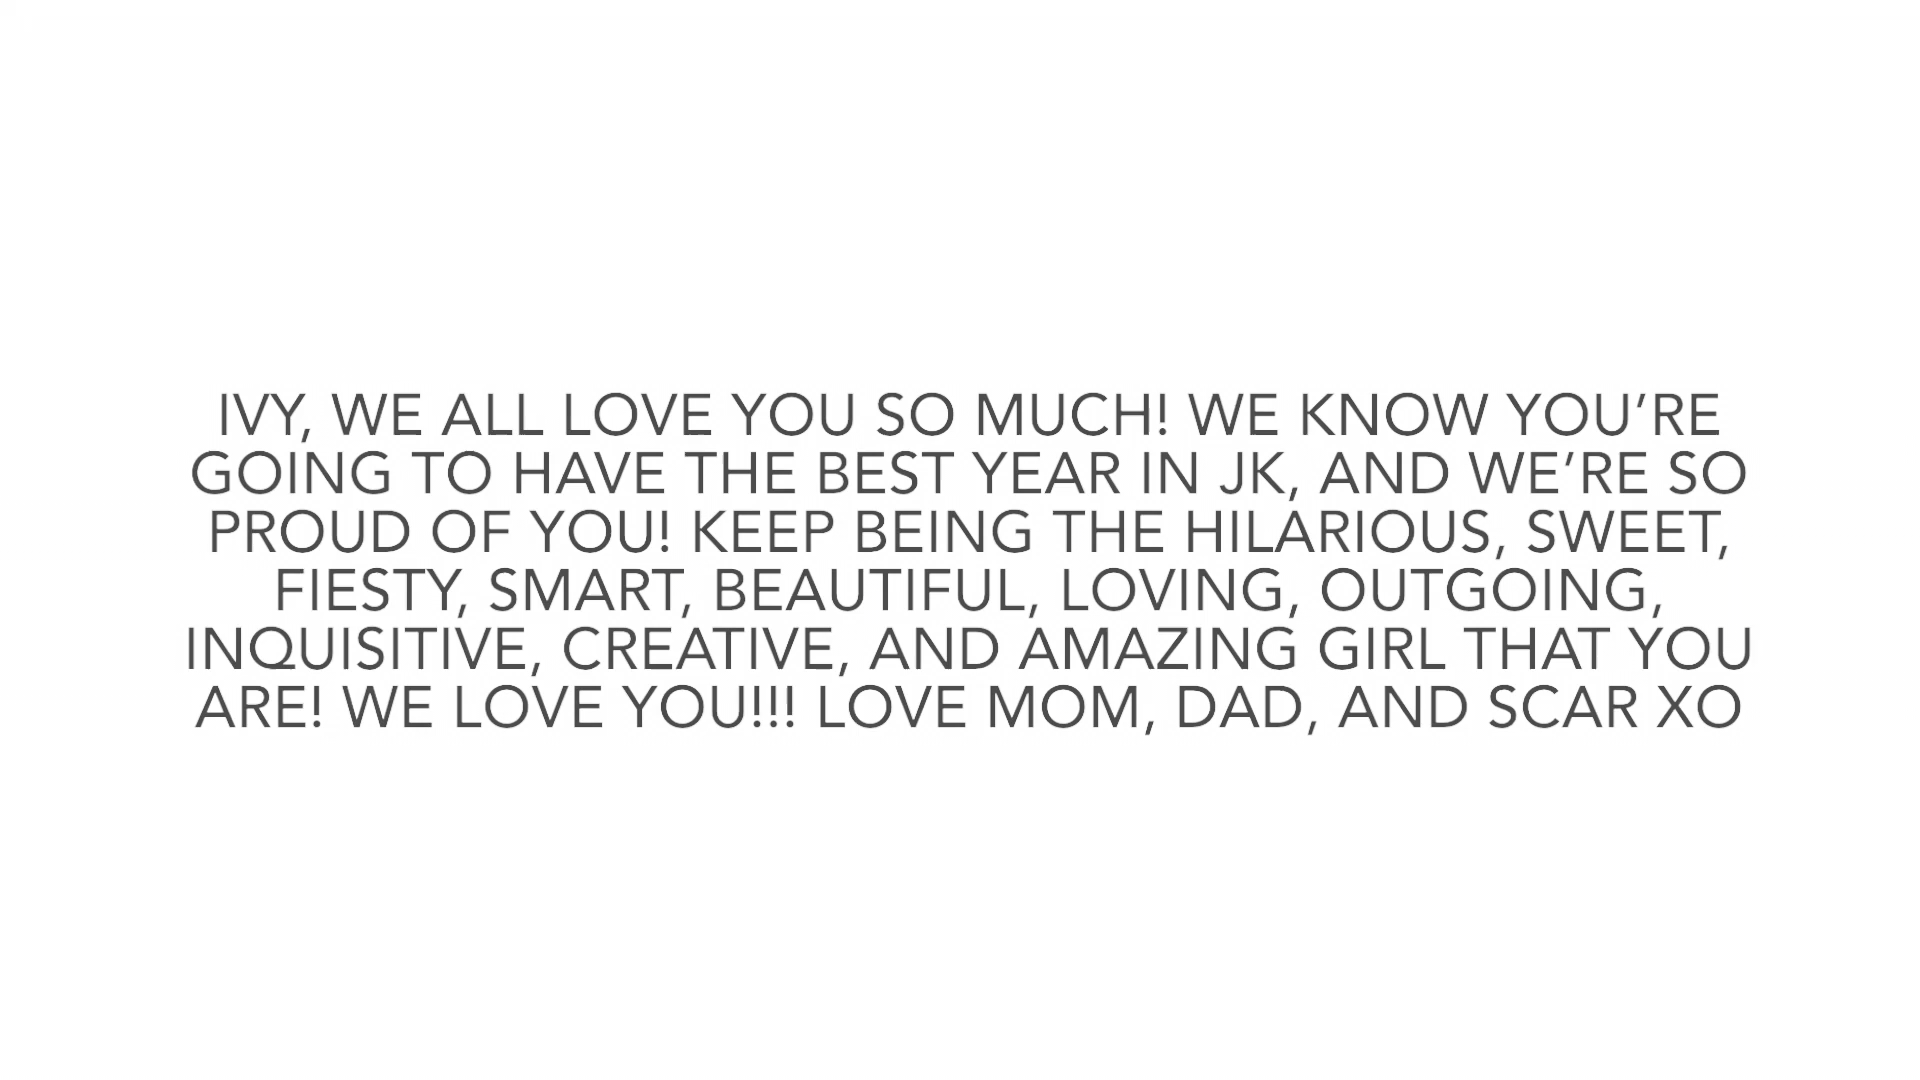 IVY, WE ALL LOVE YOU SO MUCH! WE KNOW YOU’RE
GOING TO HAVE THE BEST YEAR IN JK, AND WE’RE SO
PROUD OF YOU! KEEP BEING THE HILARIOUS, SWEET,
FIESTY, SMART, BEAUTIFUL, LOVING, OUTGOING,
INQUISITIVE, CREATIVE, AND AMAZING GIRL THAT YOU
ARE! WE LOVE YOU!!! LOVE MOM, DAD, AND SCAR XO